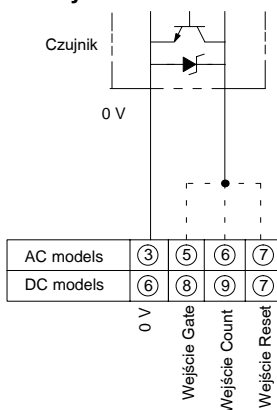 Czujnik
0 V
AC models 3 5 6 7
DC models 6 8 9 7
0 V
Wejście Gate
Wejście Count
Wejście Reset